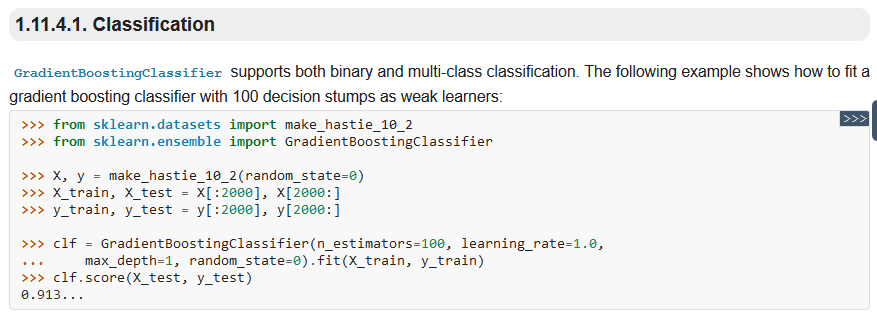 1.11.4.1. Classification
GradientBoostingClassifier supports both binary and multi-class classification. The following example shows how to fit a
gradient boosting classifier with 100 decision stumps as weak learners:
>>>
>>> from sklearn.datasets import make_hastie_10_2
>>> from sklearn.ensemble import GradientBoostingClassifier
>>> X, y = make_hastie_10_2(random_state=0)
>>> X_train, X_test = X[:2000], X[2000:]
>>> y_train, y_test = y[:2000], y[2000:]
>>> clf = GradientBoostingClassifier(n_estimators=100, learning_rate=1.0,
...     max_depth=1, random_state=0).fit(X_train, y_train)
>>> clf.score(X_test, y_test)
0.913...